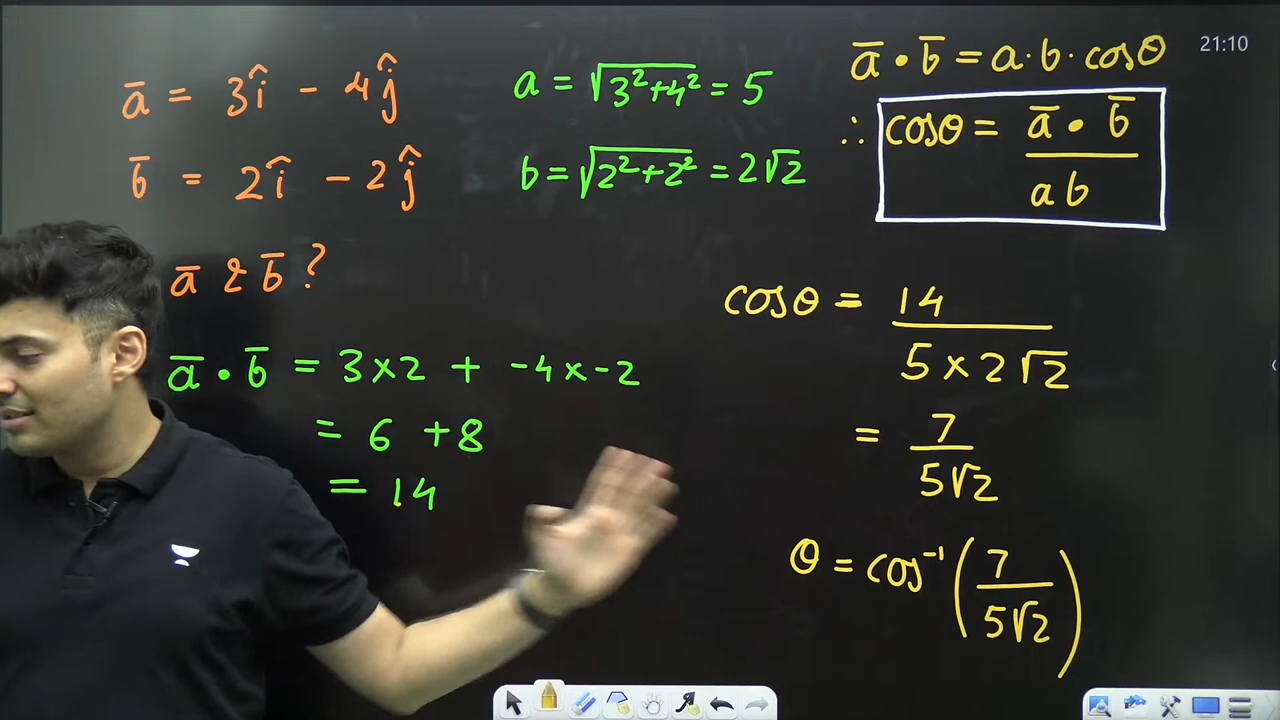 a̅ = 3î - 4ĵ
b̅ = 2î - 2ĵ
a̅ & b̅ ?
a̅ • b̅ = 3×2 + -4×-2
= 6 + 8
= 14
a = √(3²+4²) = 5
b = √(2²+2²) = 2√2
21:10
a̅ • b̅ = a·b·cosθ
∴ cosθ = a̅ • b̅ / ab
cosθ = 14 / 5×2√2
= 7 / 5√2
θ = cos⁻¹(7 / 5√2)